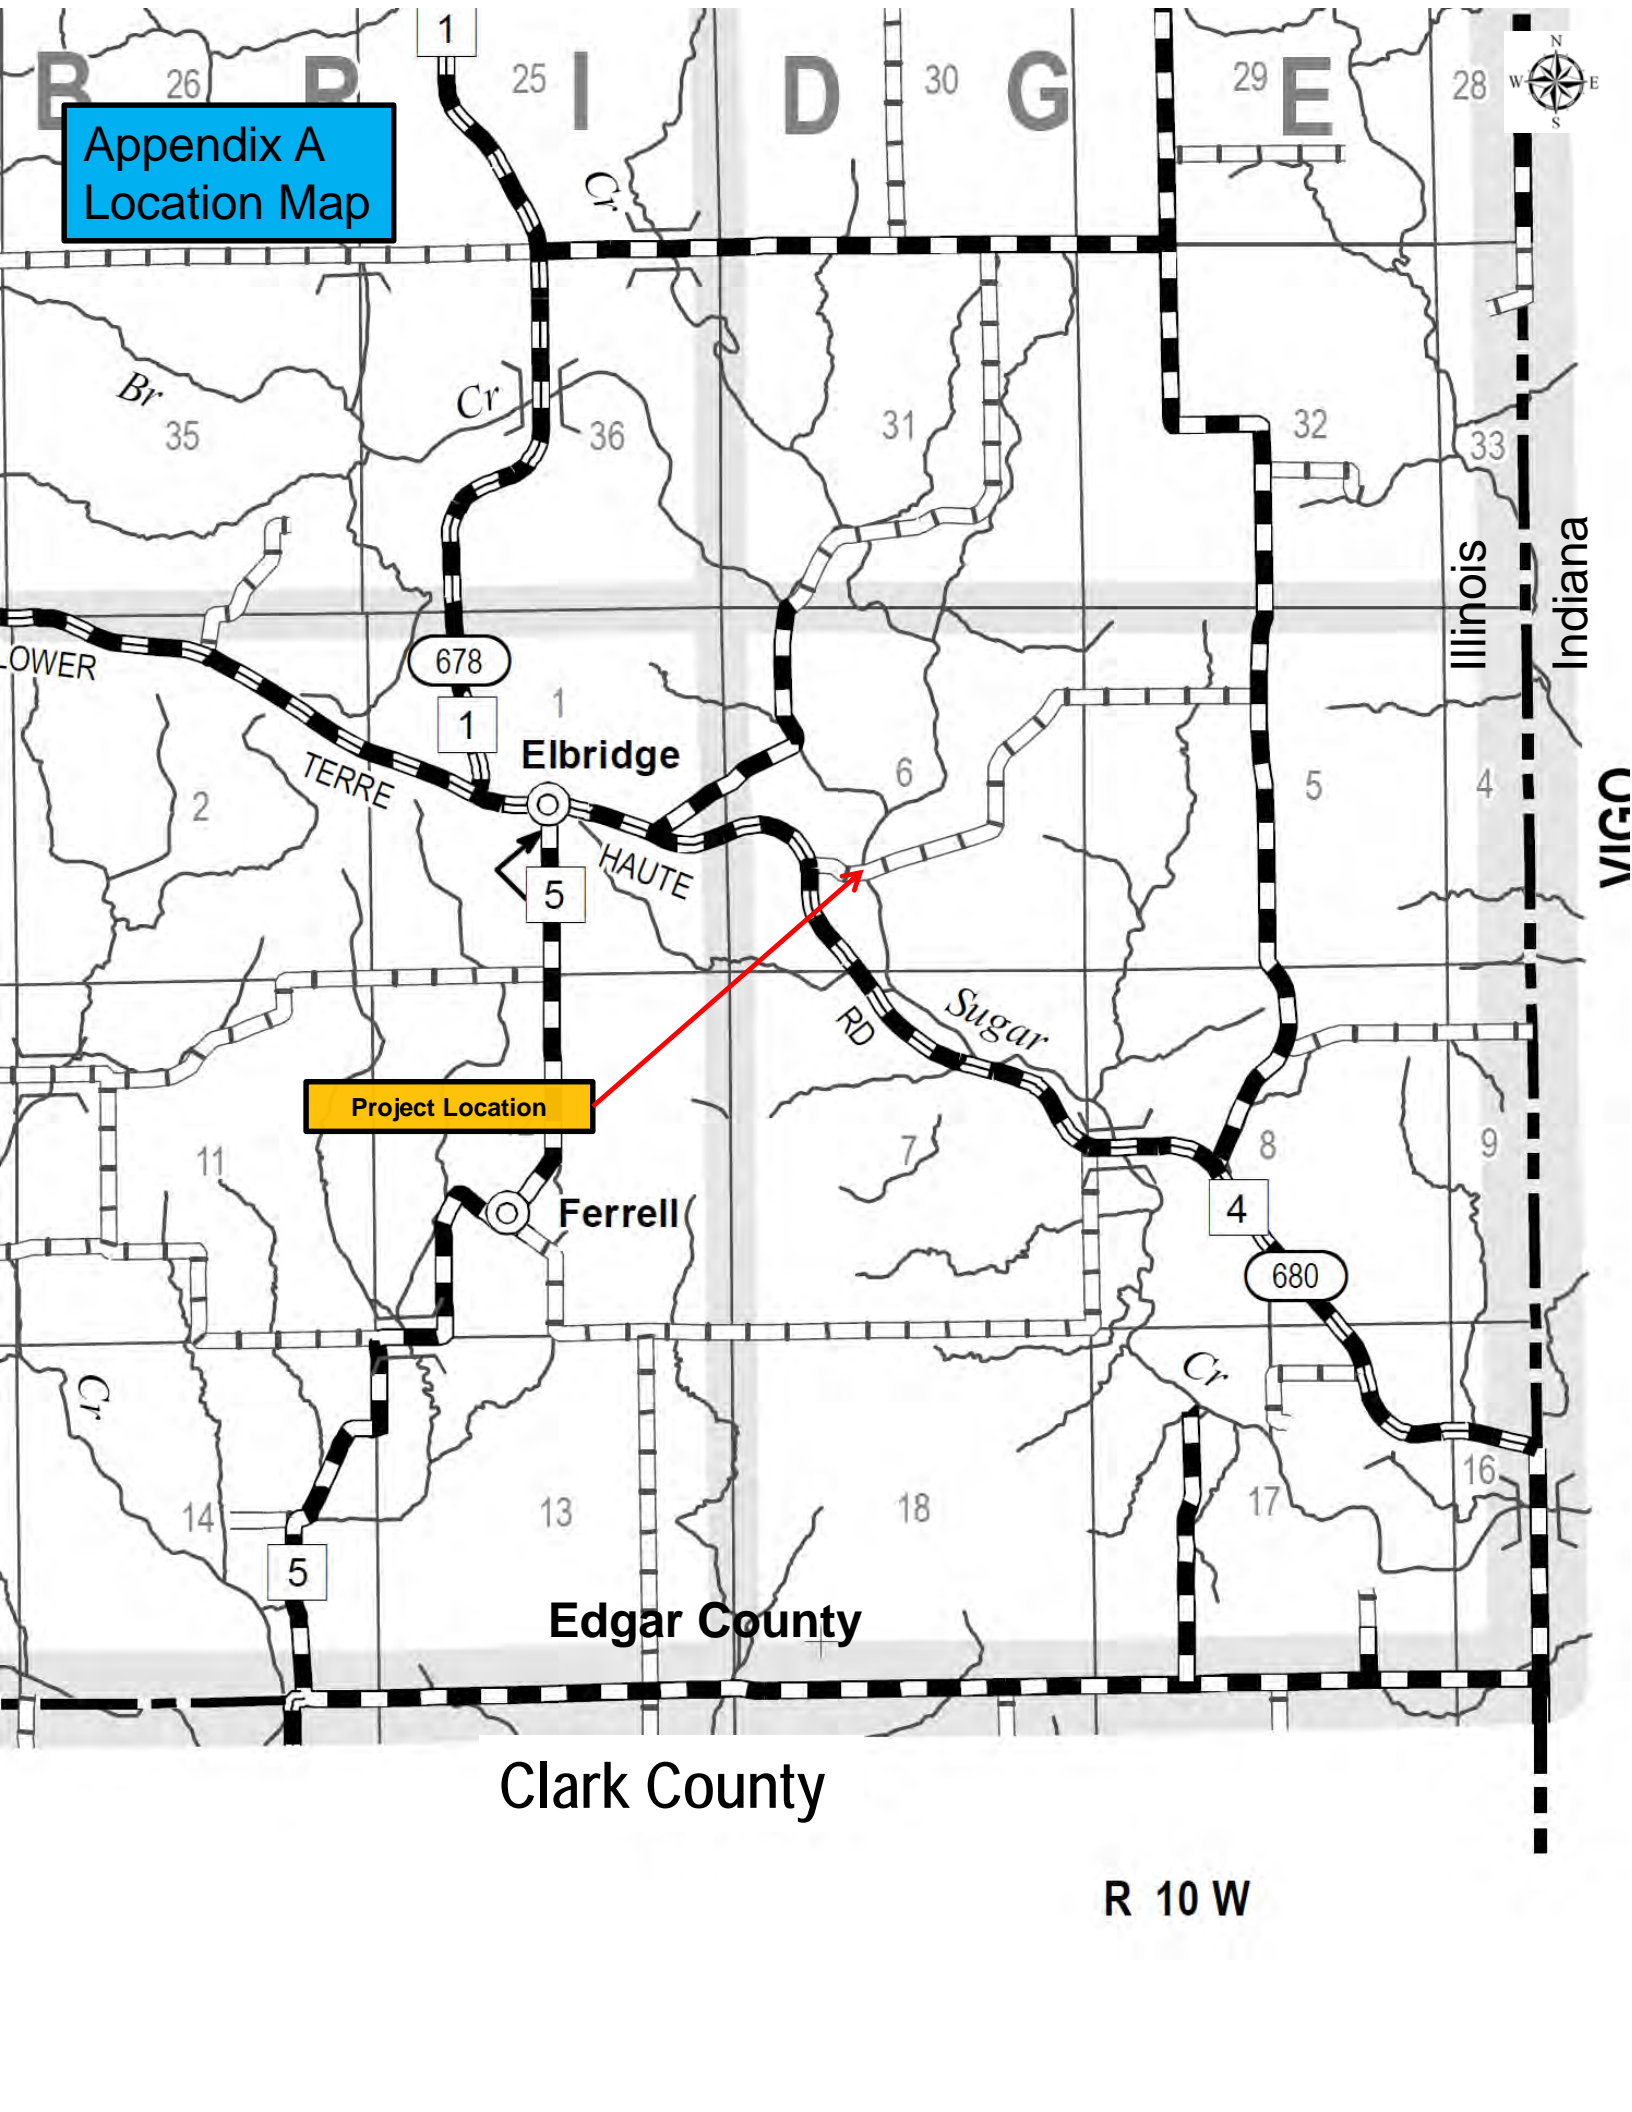 1
B R I D G E
26
25
30
29
28
N
W E
S
Appendix A
Location Map
Cr
Br
Cr
35
36
31
32
33
Illinois
Indiana
LOWER
678
1
1
Elbridge
TERRE
2
6
5
4
VIGO
HAUTE
5
Sugar
RD
Project Location
11
7
8
9
Ferrell
4
680
Cr
Cr
14
13
18
17
16
5
Edgar County
Clark County
R 10 W